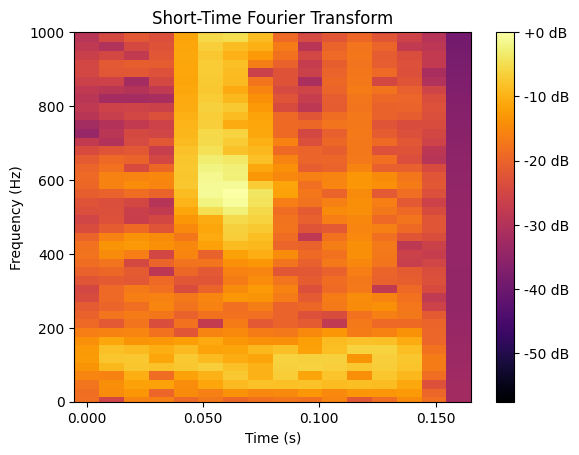 Short-Time Fourier Transform
1000
800
600
400
200
0
Frequency (Hz)
0.000
0.050
0.100
0.150
Time (s)
+0 dB
-10 dB
-20 dB
-30 dB
-40 dB
-50 dB